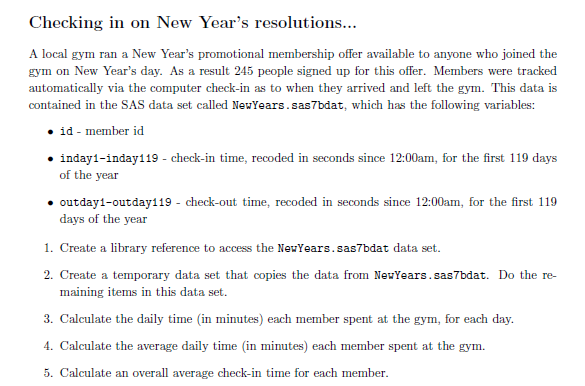 Checking in on New Year's resolutions...
A local gym ran a New Year's promotional membership offer available to anyone who joined the
gym on New Year's day. As a result 245 people signed up for this offer. Members were tracked
automatically via the computer check-in as to when they arrived and left the gym. This data is
contained in the SAS data set called NewYears.sas7bdat, which has the following variables:
• id - member id
• inday1-inday119 - check-in time, recoded in seconds since 12:00am, for the first 119 days
of the year
• outday1-outday119 - check-out time, recoded in seconds since 12:00am, for the first 119
days of the year
1. Create a library reference to access the NewYears.sas7bdat data set.
2. Create a temporary data set that copies the data from NewYears.sas7bdat. Do the re-
maining items in this data set.
3. Calculate the daily time (in minutes) each member spent at the gym, for each day.
4. Calculate the average daily time (in minutes) each member spent at the gym.
5. Calculate an overall average check-in time for each member.